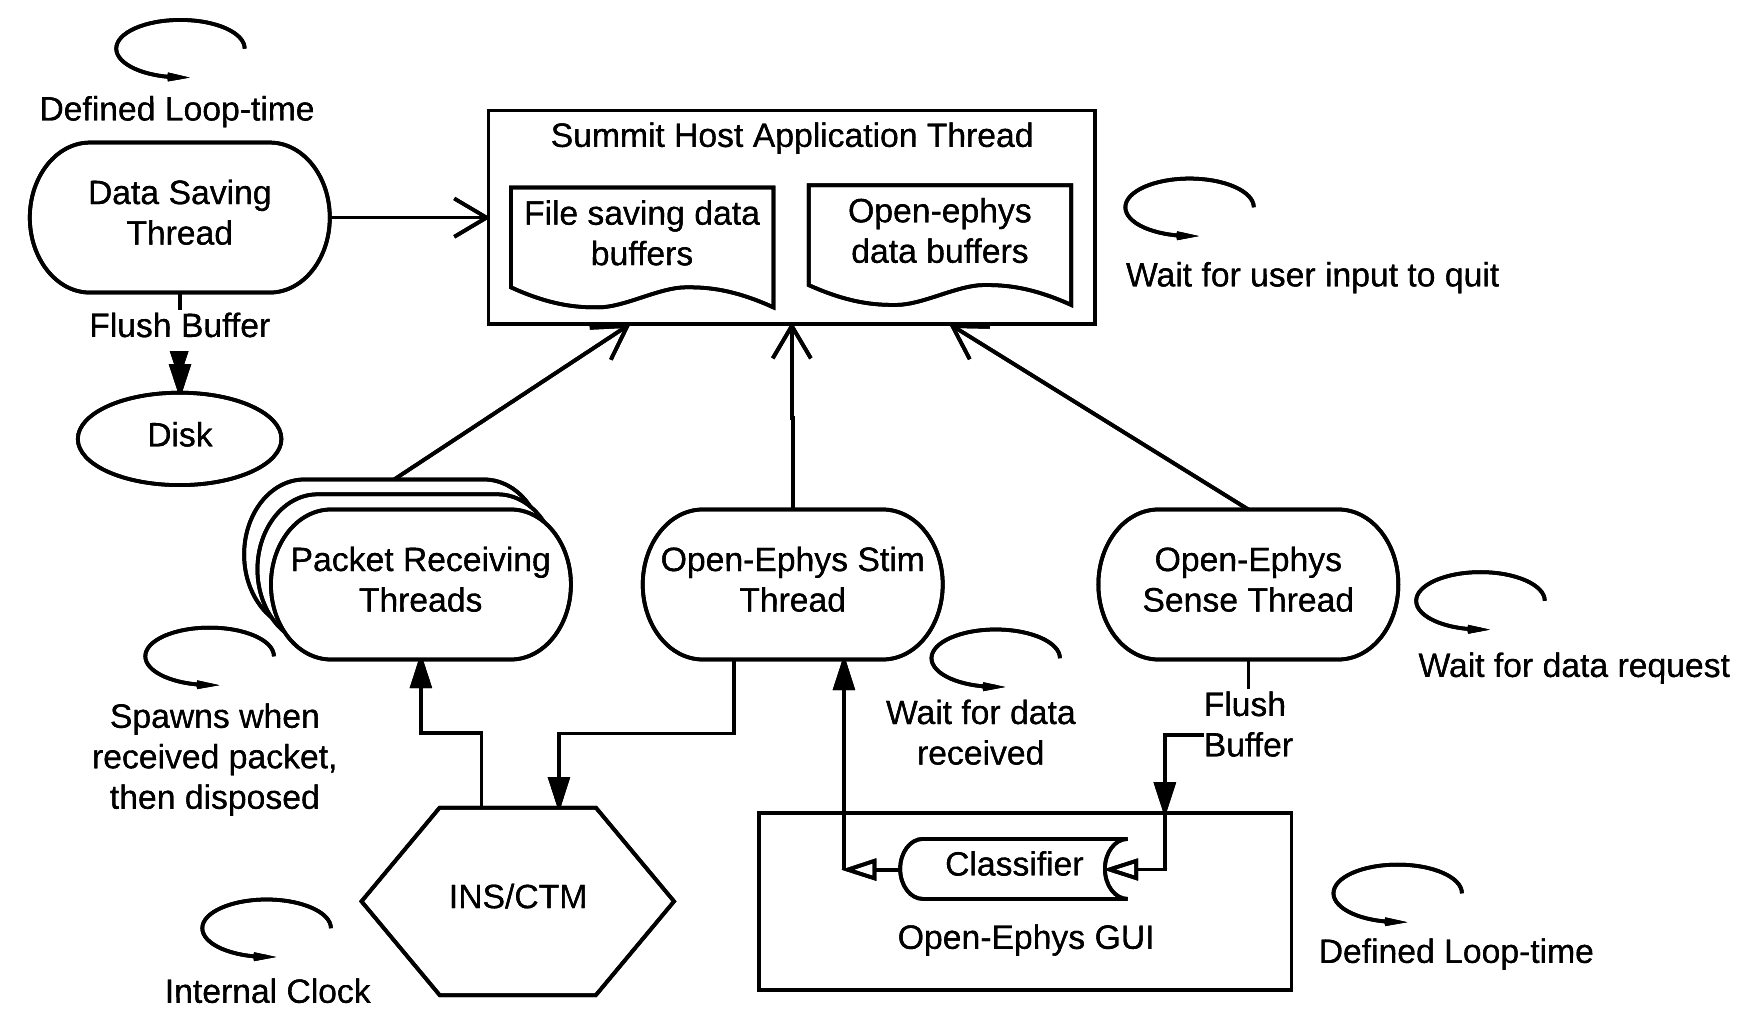 Defined Loop-time
Data Saving
Thread
Flush Buffer
Disk
Summit Host Application Thread
File saving data
buffers
Open-ephys
data buffers
Wait for user input to quit
Packet Receiving
Threads
Spawns when
received packet,
then disposed
Open-Ephys Stim
Thread
Wait for data
received
Open-Ephys
Sense Thread
Wait for data request
Flush
Buffer
INS/CTM
Internal Clock
Classifier
Open-Ephys GUI
Defined Loop-time